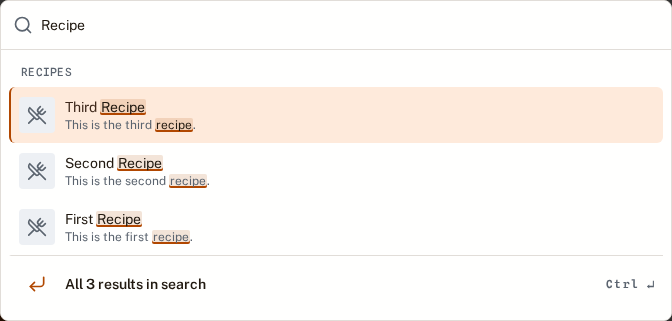 Recipe
RECIPES
Third Recipe
This is the third recipe.
Second Recipe
This is the second recipe.
First Recipe
This is the first recipe.
All 3 results in search
Ctrl ↵